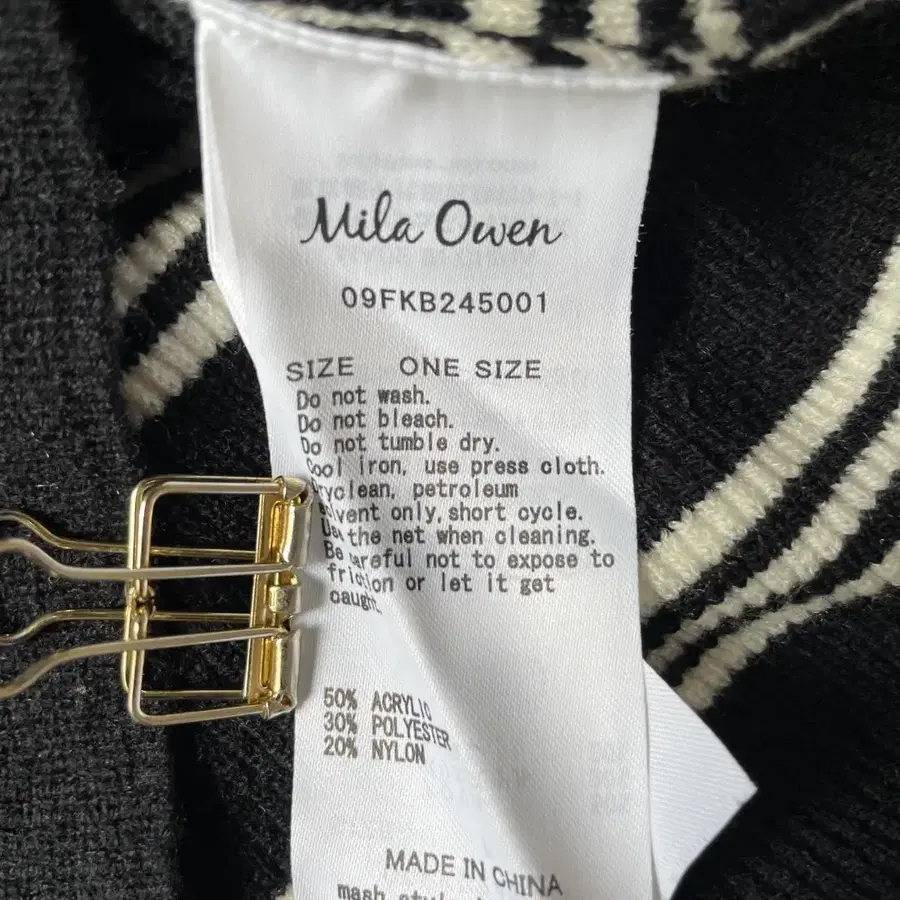 Mila Owen
09FKB245001
SIZE ONE SIZE
Do not wash.
Do not bleach.
Do not tumble dry.
Cool iron, use press cloth.
Dryclean, petroleum
solvent only, short cycle.
Use the net when cleaning.
Be careful not to expose to
friction or let it get
caught.
50% ACRYLIC
30% POLYESTER
20% NYLON
MADE IN CHINA
mash style